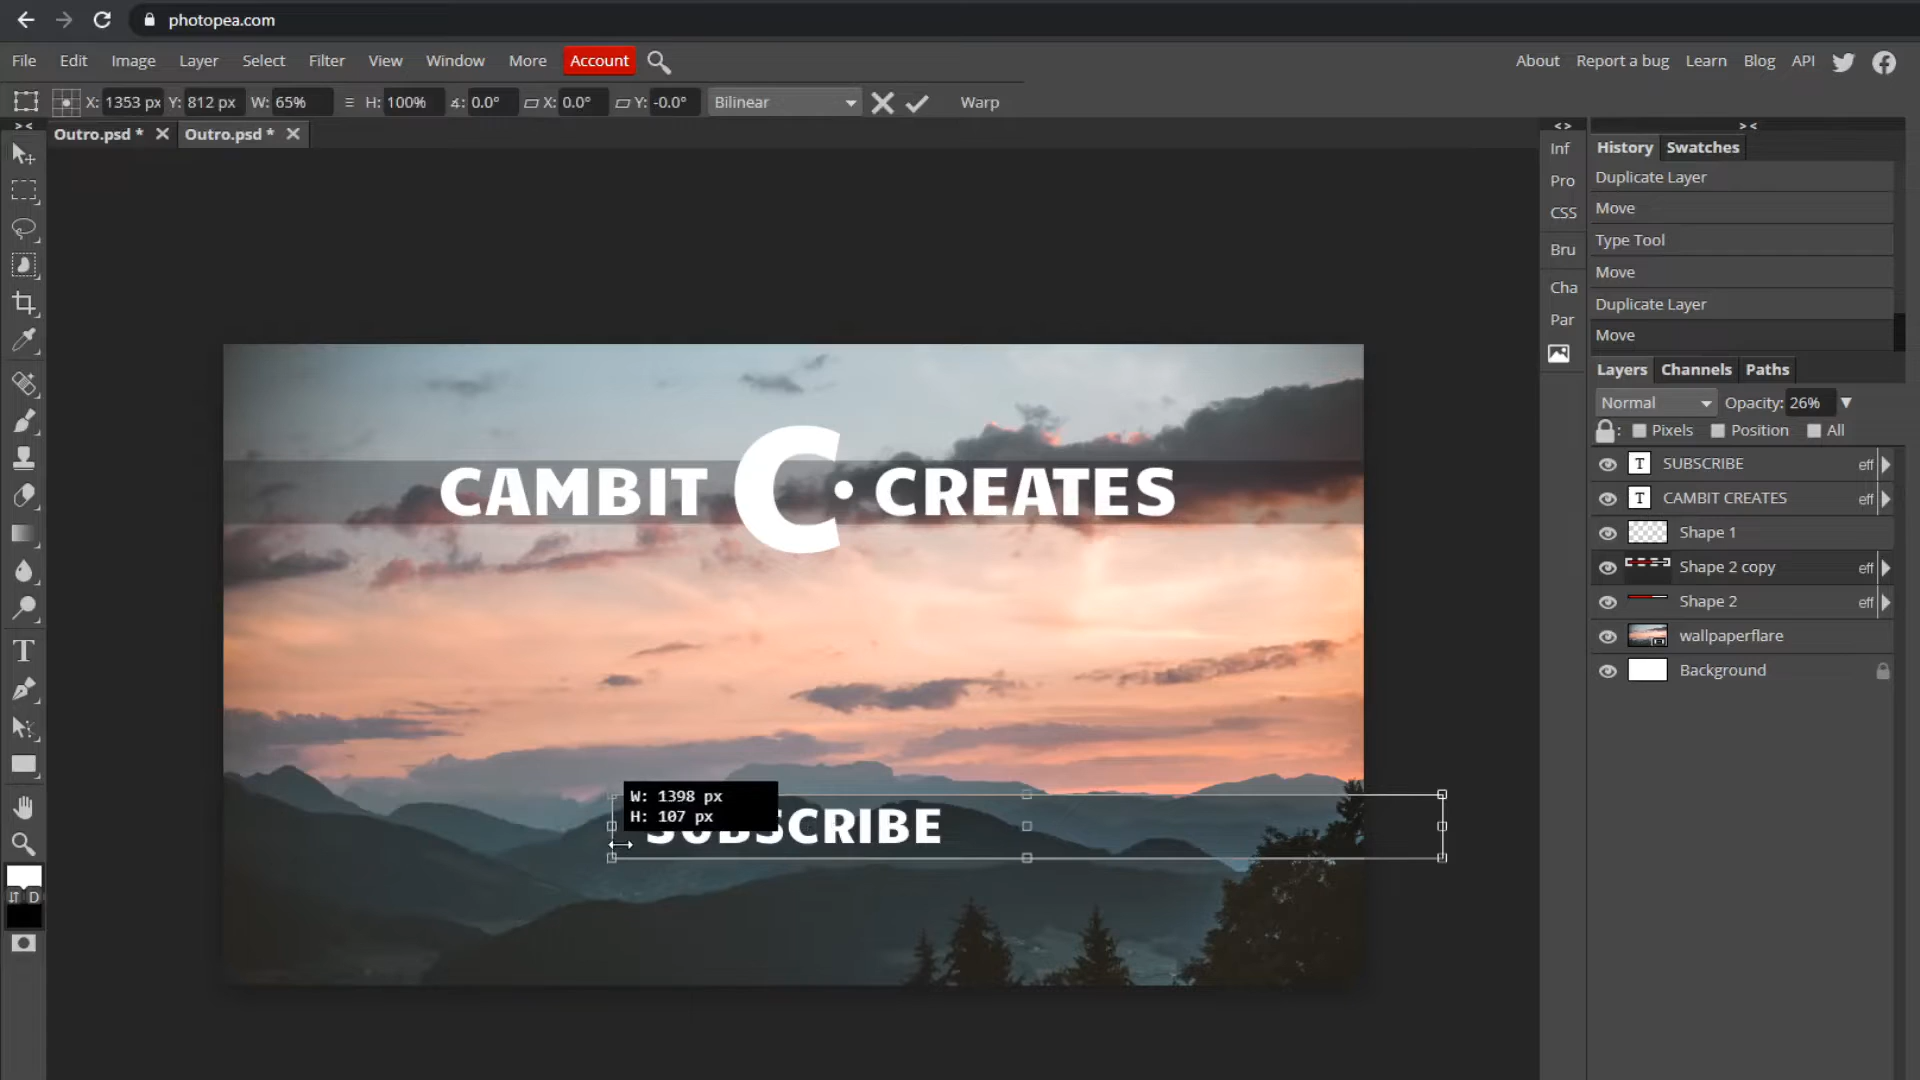 photopea.com
File Edit Image Layer Select Filter View Window More Account About Report a bug Learn Blog API
X: 1353 px Y: 812 px W: 65% H: 100% 0.0° X: 0.0° Y: -0.0° Bilinear Warp
> < Outro.psd * Outro.psd * < > > <
Inf
Pro
CSS
Bru
Cha
Par
History Swatches
Duplicate Layer
Move
Type Tool
Move
Duplicate Layer
Move
Layers Channels Paths
Normal Opacity: 26%
Pixels Position All
T SUBSCRIBE eff
T CAMBIT CREATES eff
Shape 1
Shape 2 copy eff
Shape 2 eff
wallpaperflare
Background
CAMBIT C CREATES
W: 1398 px
H: 107 px
SUBSCRIBE
T
D